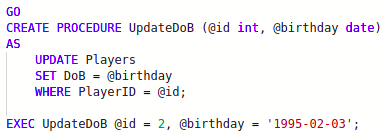 GO
CREATE PROCEDURE UpdateDoB (@id int, @birthday date)
AS
    UPDATE Players
    SET DoB = @birthday
    WHERE PlayerID = @id;

EXEC UpdateDoB @id = 2, @birthday = '1995-02-03';